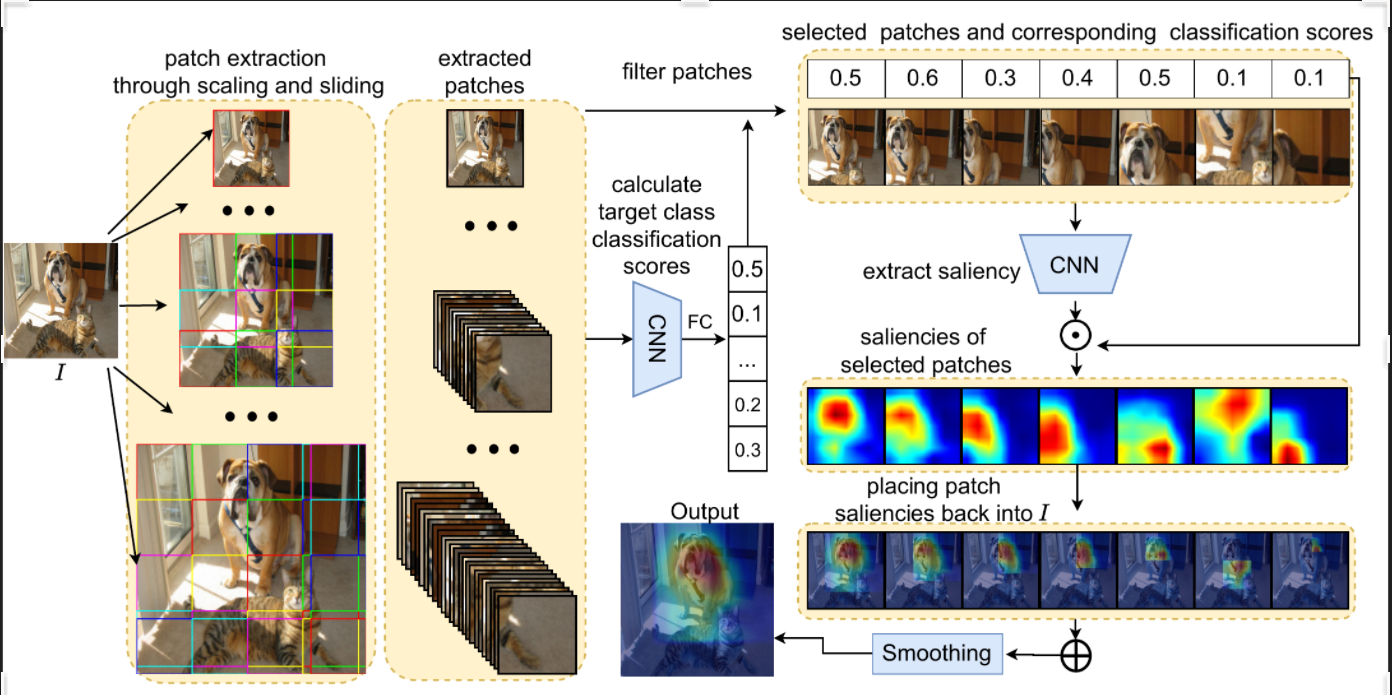 selected patches and corresponding classification scores
patch extraction
through scaling and sliding
extracted
patches
filter patches
0.5 0.6 0.3 0.4 0.5 0.1 0.1
calculate
target class
classification
scores
CNN
FC
0.5
0.1
...
0.2
0.3
I
extract saliency
CNN
saliencies of
selected patches
placing patch
saliencies back into I
Output
Smoothing